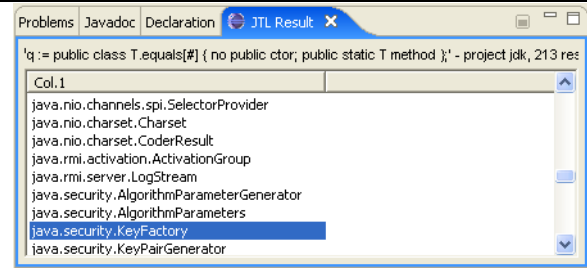 Problems Javadoc Declaration JTL Result
'q := public class T.equals[#] { no public ctor; public static T method };' - project jdk, 213 res
Col.1
java.nio.channels.spi.SelectorProvider
java.nio.charset.Charset
java.nio.charset.CoderResult
java.rmi.activation.ActivationGroup
java.rmi.server.LogStream
java.security.AlgorithmParameterGenerator
java.security.AlgorithmParameters
java.security.KeyFactory
java.security.KeyPairGenerator